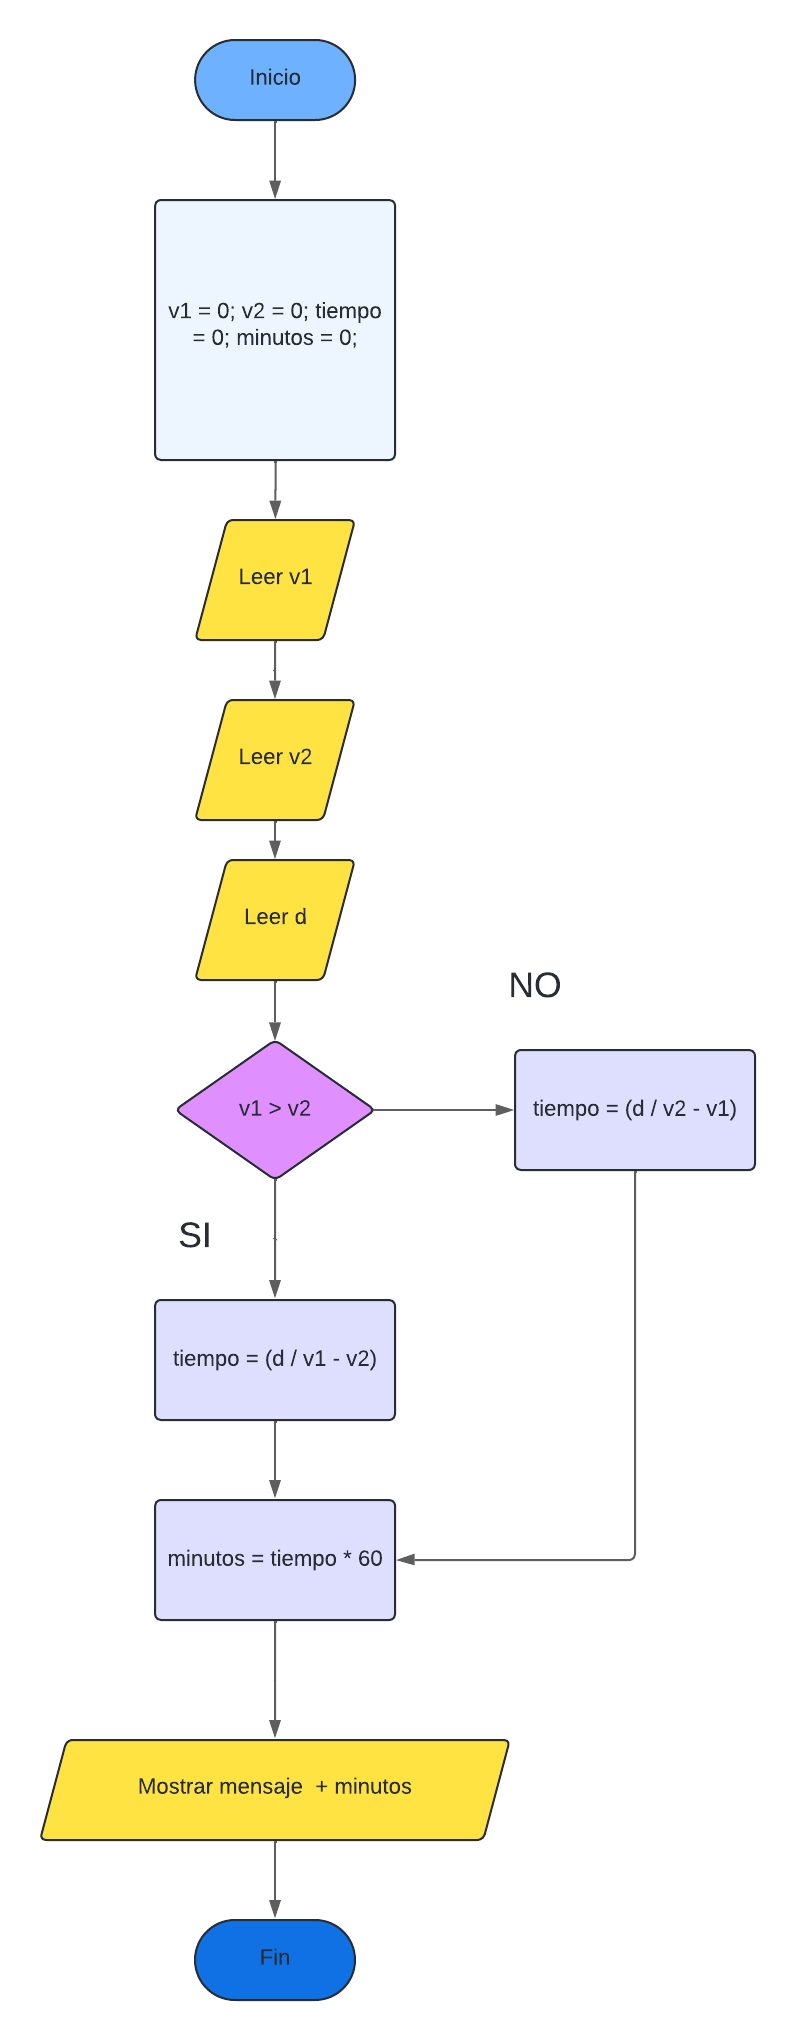 Inicio
v1 = 0; v2 = 0; tiempo
= 0; minutos = 0;
Leer v1
Leer v2
Leer d
NO
v1 > v2
tiempo = (d / v2 - v1)
SI
tiempo = (d / v1 - v2)
minutos = tiempo * 60
Mostrar mensaje  + minutos
Fin